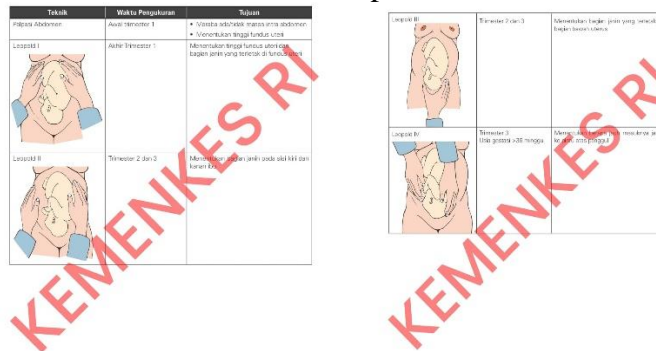 Teknik
Waktu Pengukuran
Tujuan
Palpasi Abdomen
Awal trimester 1
• Meraba ada/tidak massa intra abdomen
• Menentukan tinggi fundus uteri
Leopold I
Akhir Trimester 1
Menentukan tinggi fundus uteri dan
bagian janin yang terletak di fundus uteri
Leopold II
Trimester 2 dan 3
Menentukan bagian janin pada sisi kiri dan
kanan ibu
KEMENKES RI
Leopold III
Trimester 2 dan 3
Menentukan bagian janin yang terletak
bagian bawah uterus
Leopold IV
Trimester 3
Usia gestasi >36 minggu
Menentukan janin masuknya
panggul
KEMENKES RI